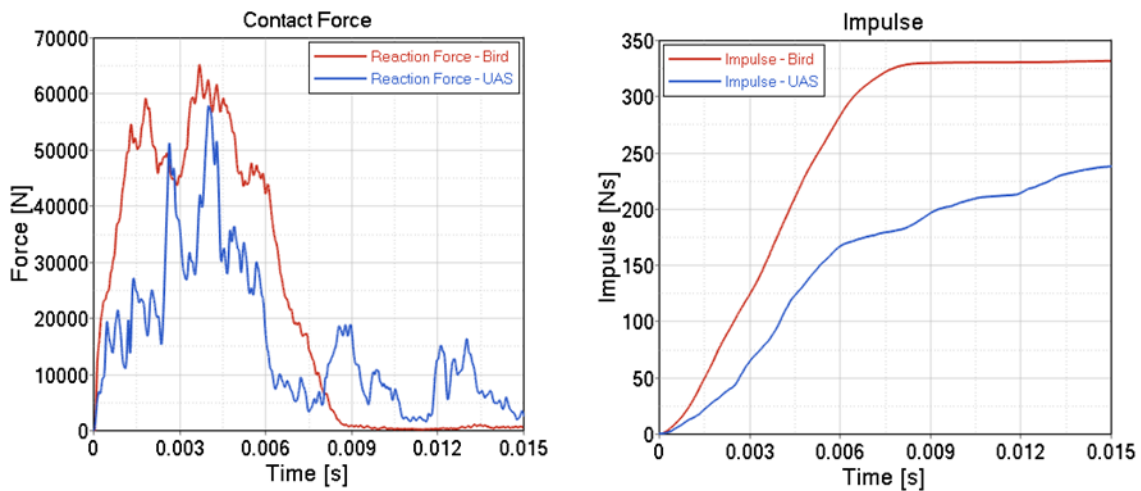 Contact Force
70000
60000
50000
40000
30000
20000
10000
0
Force [N]
Reaction Force - Bird
Reaction Force - UAS
0 0.003 0.006 0.009 0.012 0.015
Time [s]
Impulse
350
300
250
200
150
100
50
0
Impulse [Ns]
Impulse - Bird
Impulse - UAS
0 0.003 0.006 0.009 0.012 0.015
Time [s]